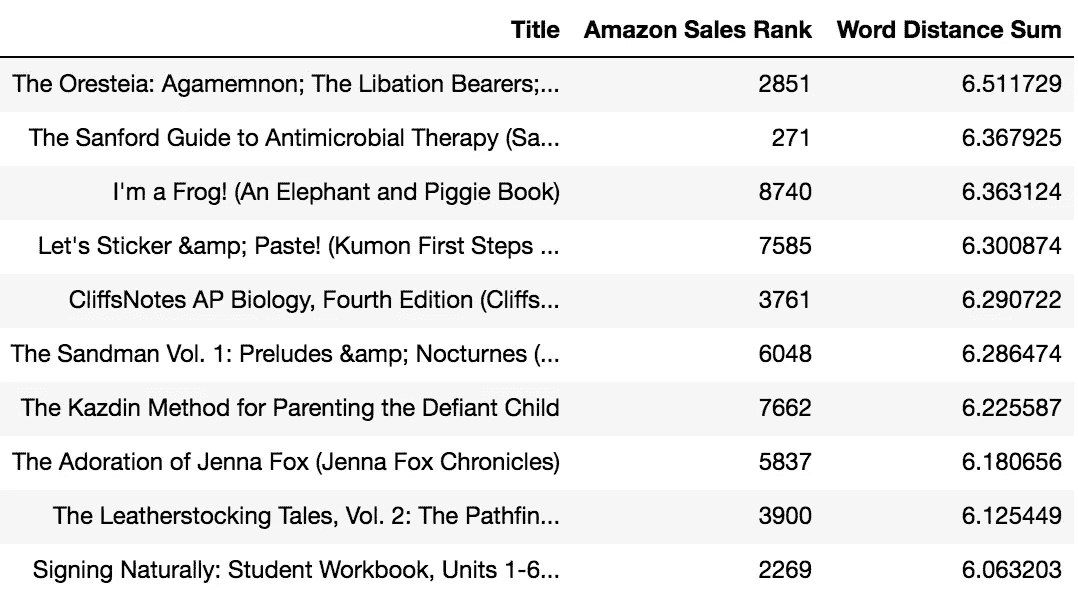 Title Amazon Sales Rank Word Distance Sum
The Oresteia: Agamemnon; The Libation Bearers;... 2851 6.511729
The Sanford Guide to Antimicrobial Therapy (Sa... 271 6.367925
I'm a Frog! (An Elephant and Piggie Book) 8740 6.363124
Let's Sticker &amp; Paste! (Kumon First Steps ... 7585 6.300874
CliffsNotes AP Biology, Fourth Edition (Cliffs... 3761 6.290722
The Sandman Vol. 1: Preludes &amp; Nocturnes (... 6048 6.286474
The Kazdin Method for Parenting the Defiant Child 7662 6.225587
The Adoration of Jenna Fox (Jenna Fox Chronicles) 5837 6.180656
The Leatherstocking Tales, Vol. 2: The Pathfin... 3900 6.125449
Signing Naturally: Student Workbook, Units 1-6... 2269 6.063203